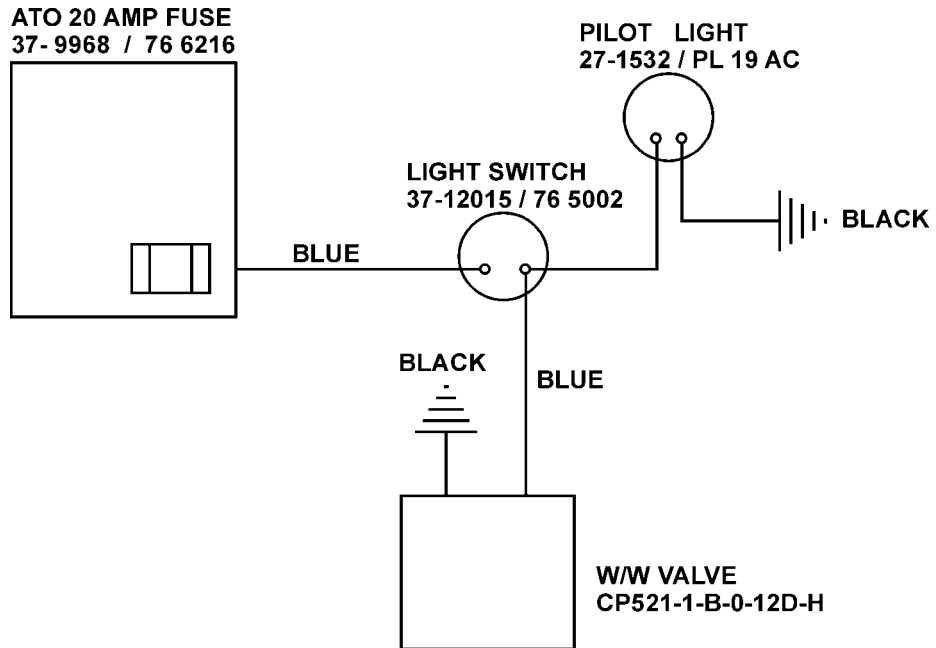 ATO 20 AMP FUSE
37- 9968 / 76 6216
PILOT LIGHT
27-1532 / PL 19 AC
LIGHT SWITCH
37-12015 / 76 5002
BLACK
BLUE
BLACK
BLUE
W/W VALVE
CP521-1-B-0-12D-H